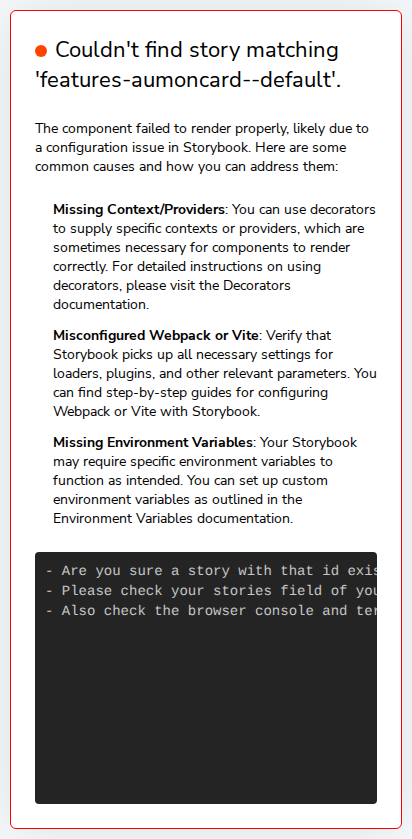 Couldn't find story matching
'features-aumoncard--default'.
The component failed to render properly, likely due to
a configuration issue in Storybook. Here are some
common causes and how you can address them:
Missing Context/Providers: You can use decorators
to supply specific contexts or providers, which are
sometimes necessary for components to render
correctly. For detailed instructions on using
decorators, please visit the Decorators
documentation.
Misconfigured Webpack or Vite: Verify that
Storybook picks up all necessary settings for
loaders, plugins, and other relevant parameters. You
can find step-by-step guides for configuring
Webpack or Vite with Storybook.
Missing Environment Variables: Your Storybook
may require specific environment variables to
function as intended. You can set up custom
environment variables as outlined in the
Environment Variables documentation.
- Are you sure a story with that id exis
- Please check your stories field of you
- Also check the browser console and ter